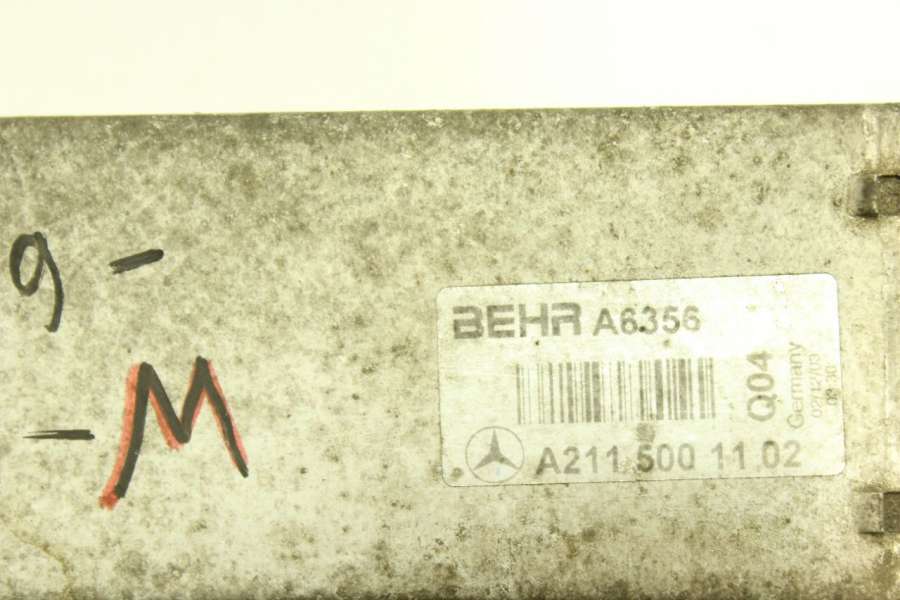 9 -
- M
BEHR A6356
Q04
Germany
A211 500 11 02